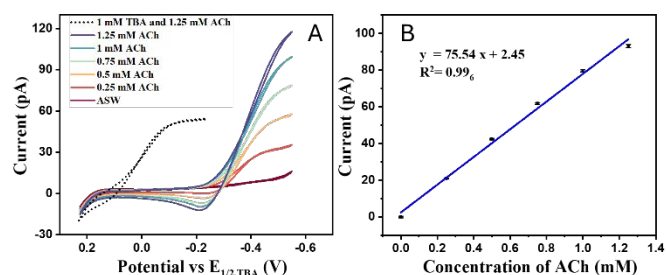 A
1 mM TBA and 1.25 mM ACh
1.25 mM ACh
1 mM ACh
0.75 mM ACh
0.5 mM ACh
0.25 mM ACh
ASW
Current (pA)
120
90
60
30
0
-30
0.2 0.0 -0.2 -0.4 -0.6
Potential vs E1/2,TBA (V)
B
y = 75.54 x + 2.45
R²= 0.99₆
Current (pA)
100
80
60
40
20
0
0.0 0.2 0.4 0.6 0.8 1.0 1.2 1.4
Concentration of ACh (mM)